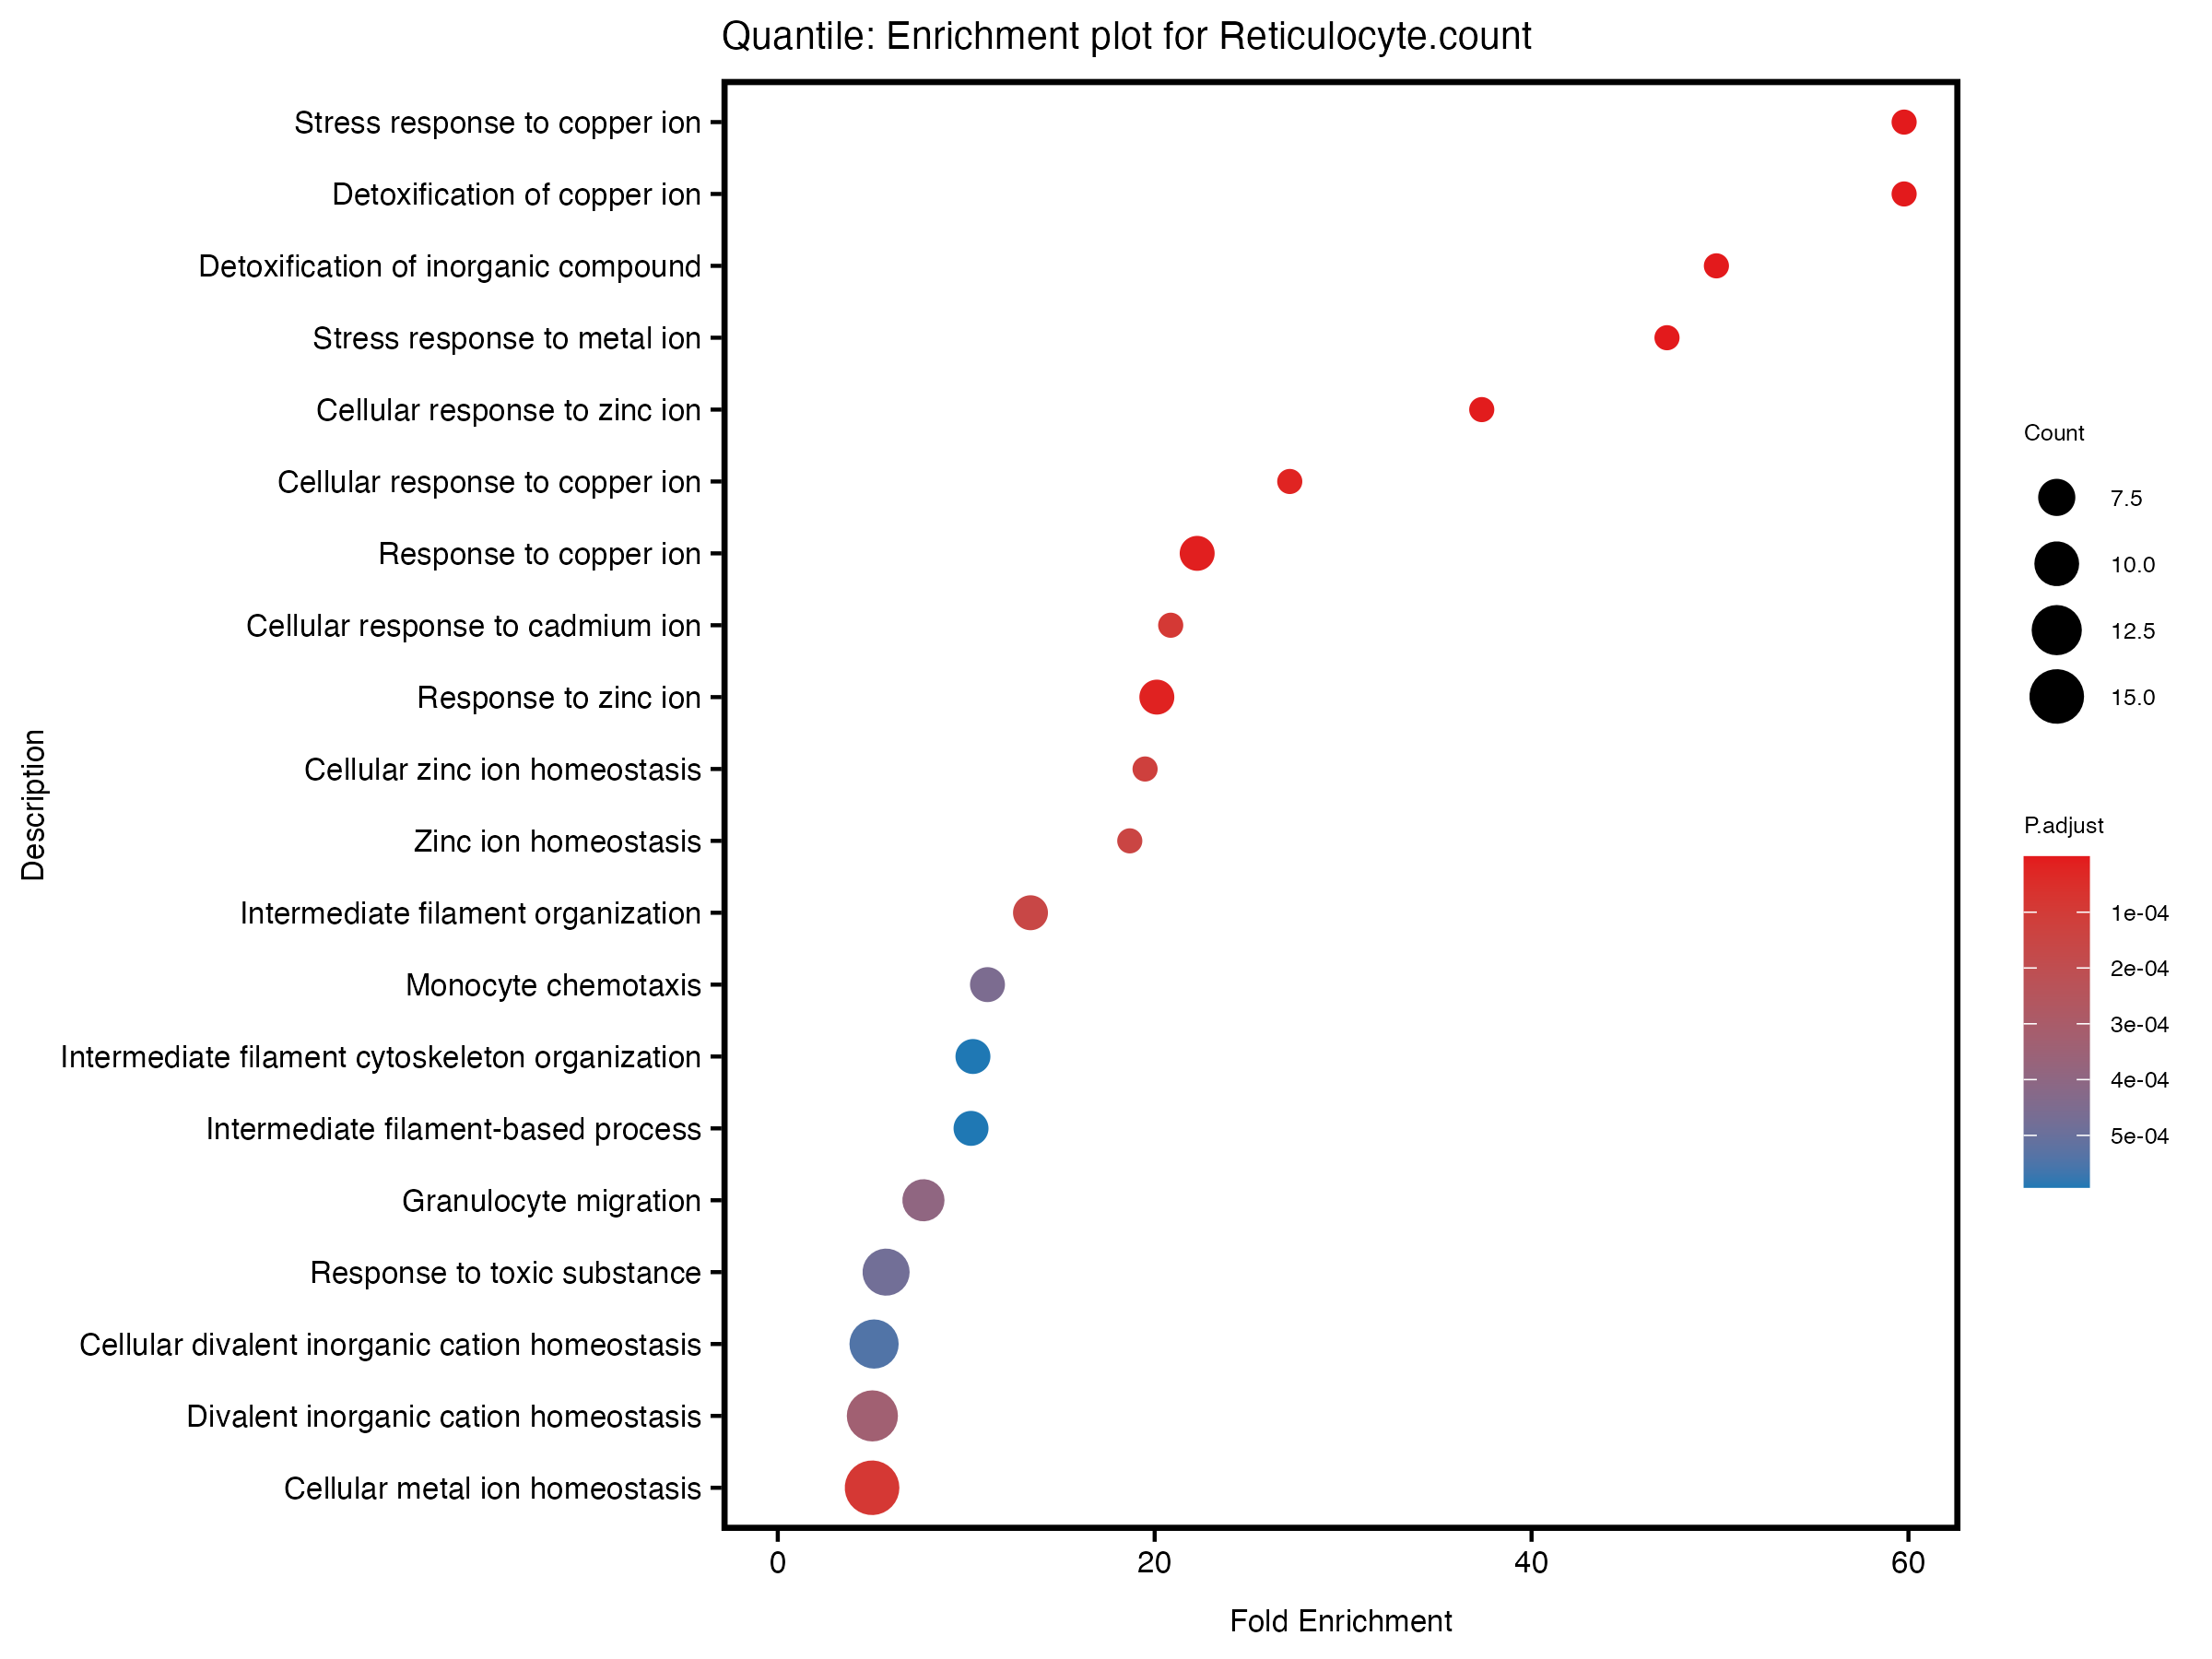 Quantile: Enrichment plot for Reticulocyte.count
Stress response to copper ion
Detoxification of copper ion
Detoxification of inorganic compound
Stress response to metal ion
Cellular response to zinc ion
Cellular response to copper ion
Response to copper ion
Cellular response to cadmium ion
Response to zinc ion
Cellular zinc ion homeostasis
Zinc ion homeostasis
Intermediate filament organization
Monocyte chemotaxis
Intermediate filament cytoskeleton organization
Intermediate filament-based process
Granulocyte migration
Response to toxic substance
Cellular divalent inorganic cation homeostasis
Divalent inorganic cation homeostasis
Cellular metal ion homeostasis
Description
0 20 40 60
Fold Enrichment
Count
7.5
10.0
12.5
15.0
P.adjust
1e-04
2e-04
3e-04
4e-04
5e-04